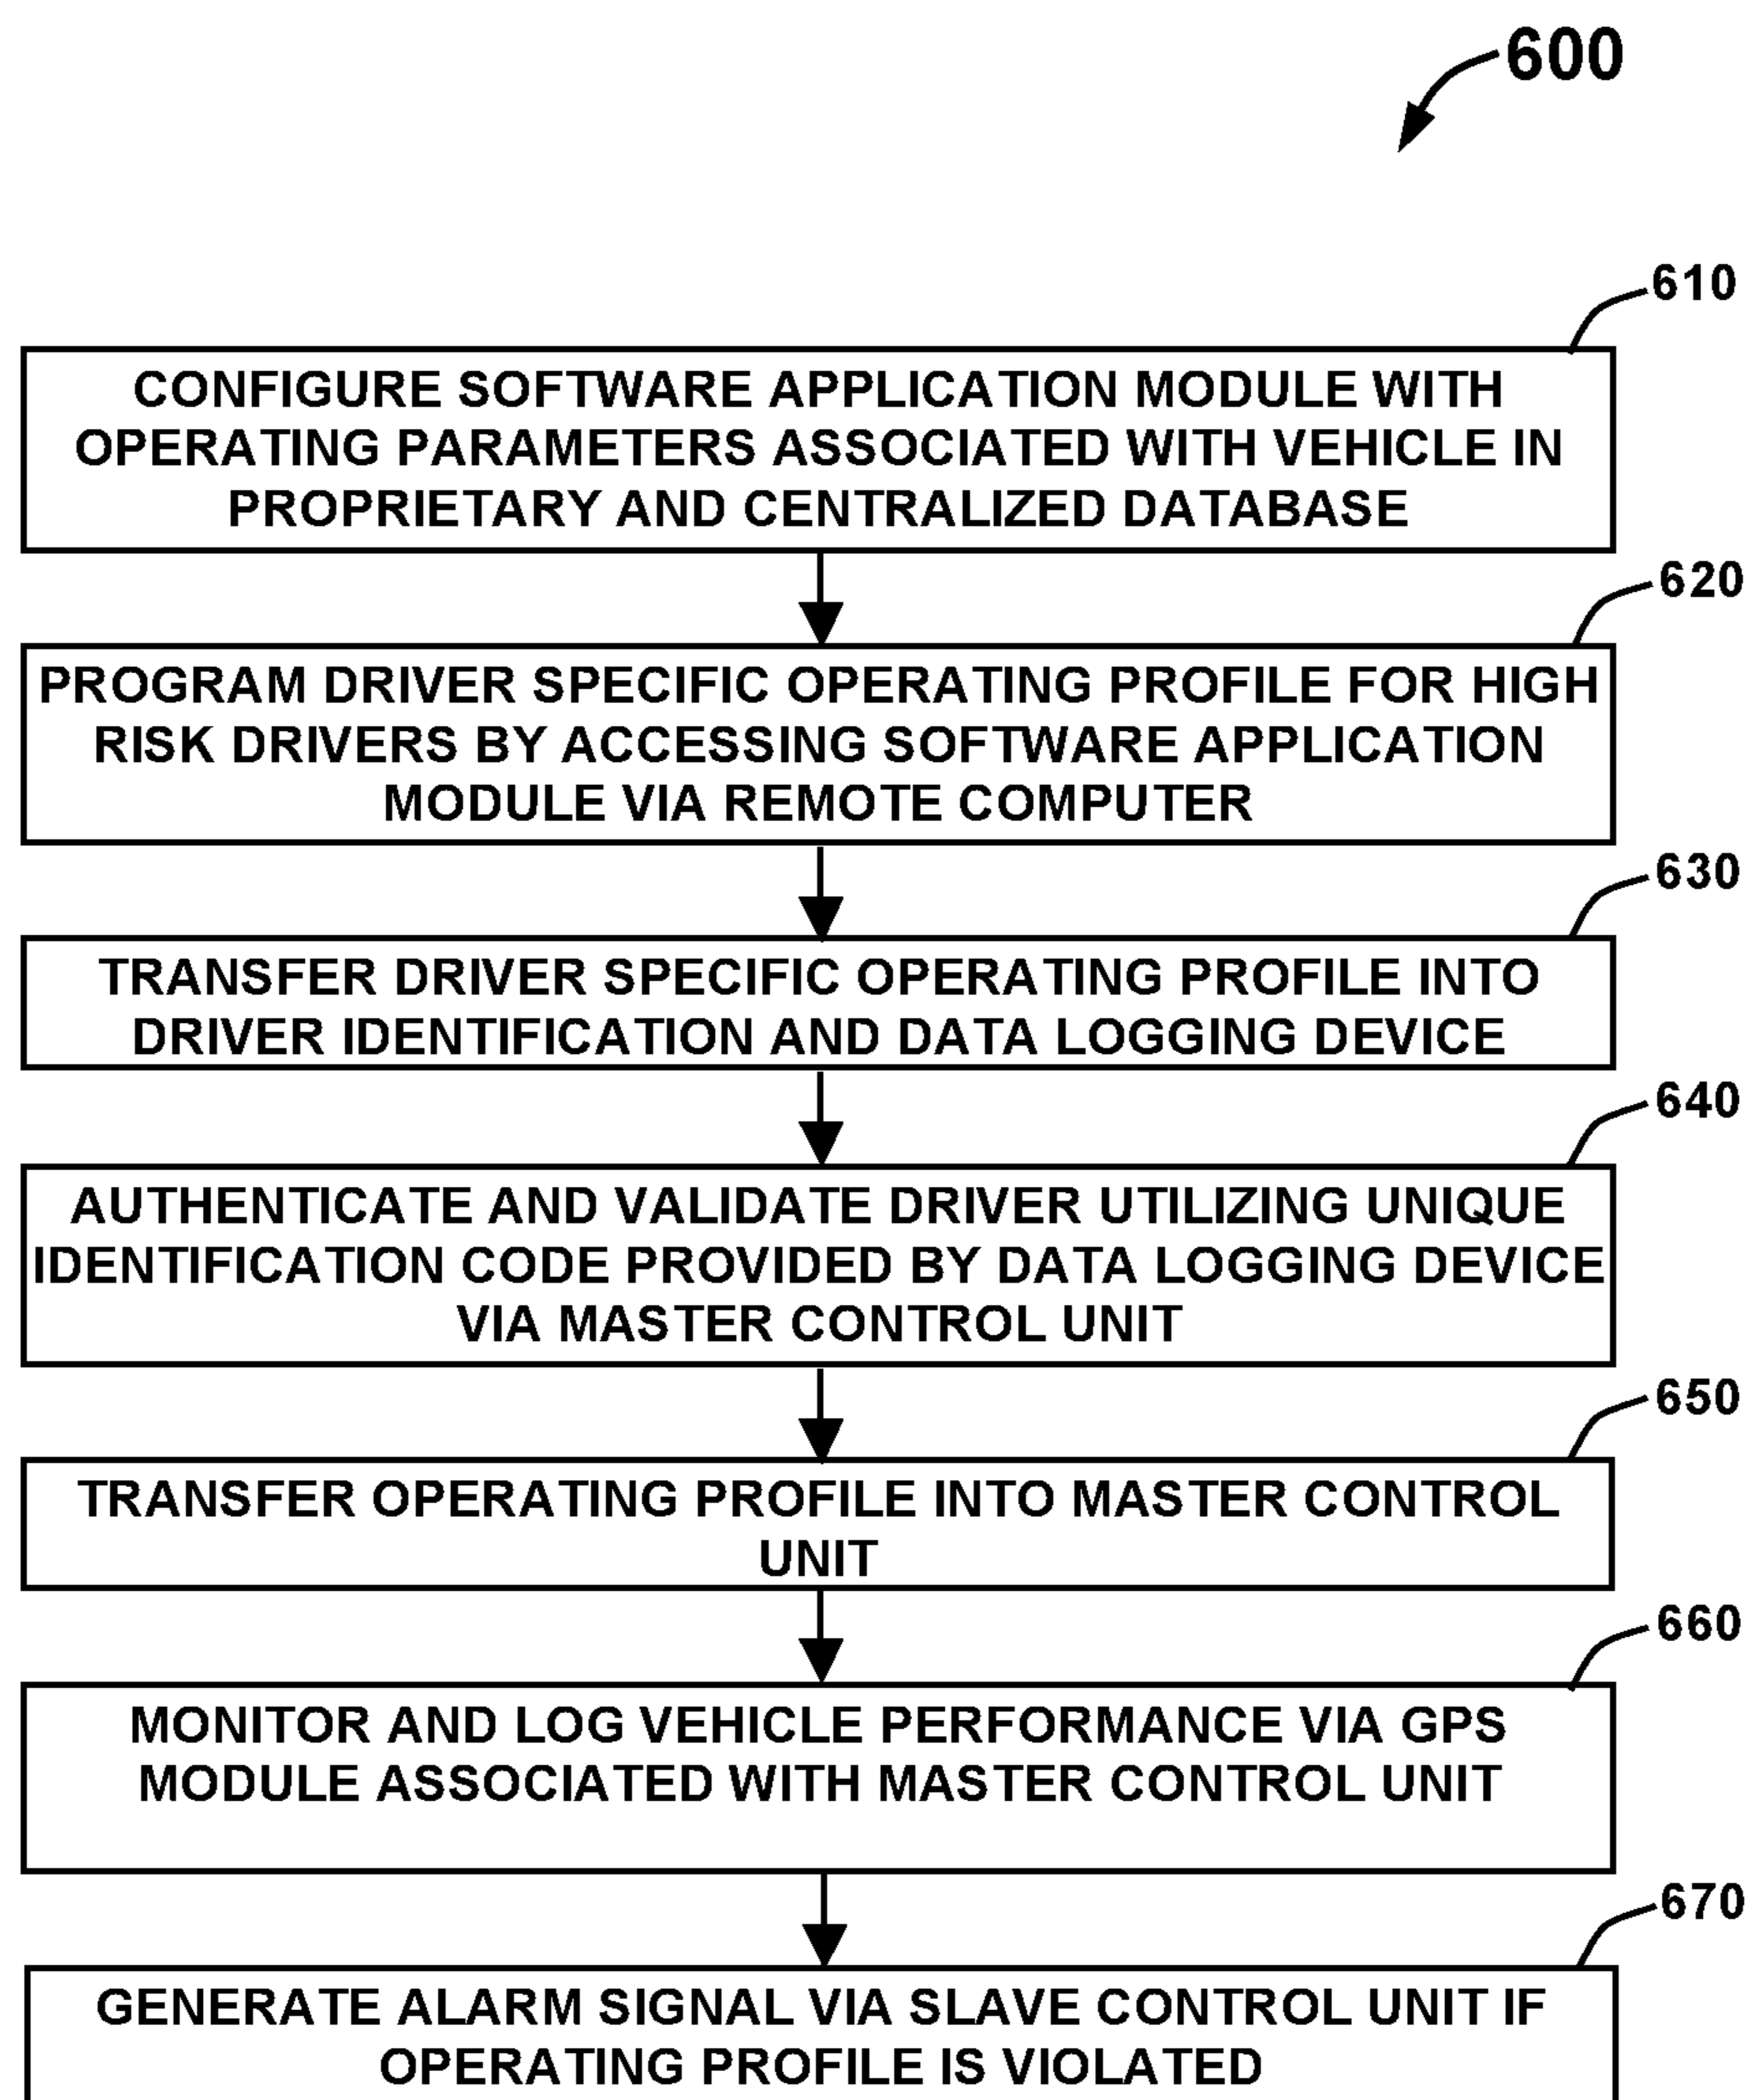 600
610
CONFIGURE SOFTWARE APPLICATION MODULE WITH
OPERATING PARAMETERS ASSOCIATED WITH VEHICLE IN
PROPRIETARY AND CENTRALIZED DATABASE
620
PROGRAM DRIVER SPECIFIC OPERATING PROFILE FOR HIGH
RISK DRIVERS BY ACCESSING SOFTWARE APPLICATION
MODULE VIA REMOTE COMPUTER
630
TRANSFER DRIVER SPECIFIC OPERATING PROFILE INTO
DRIVER IDENTIFICATION AND DATA LOGGING DEVICE
640
AUTHENTICATE AND VALIDATE DRIVER UTILIZING UNIQUE
IDENTIFICATION CODE PROVIDED BY DATA LOGGING DEVICE
VIA MASTER CONTROL UNIT
650
TRANSFER OPERATING PROFILE INTO MASTER CONTROL
UNIT
660
MONITOR AND LOG VEHICLE PERFORMANCE VIA GPS
MODULE ASSOCIATED WITH MASTER CONTROL UNIT
670
GENERATE ALARM SIGNAL VIA SLAVE CONTROL UNIT IF
OPERATING PROFILE IS VIOLATED